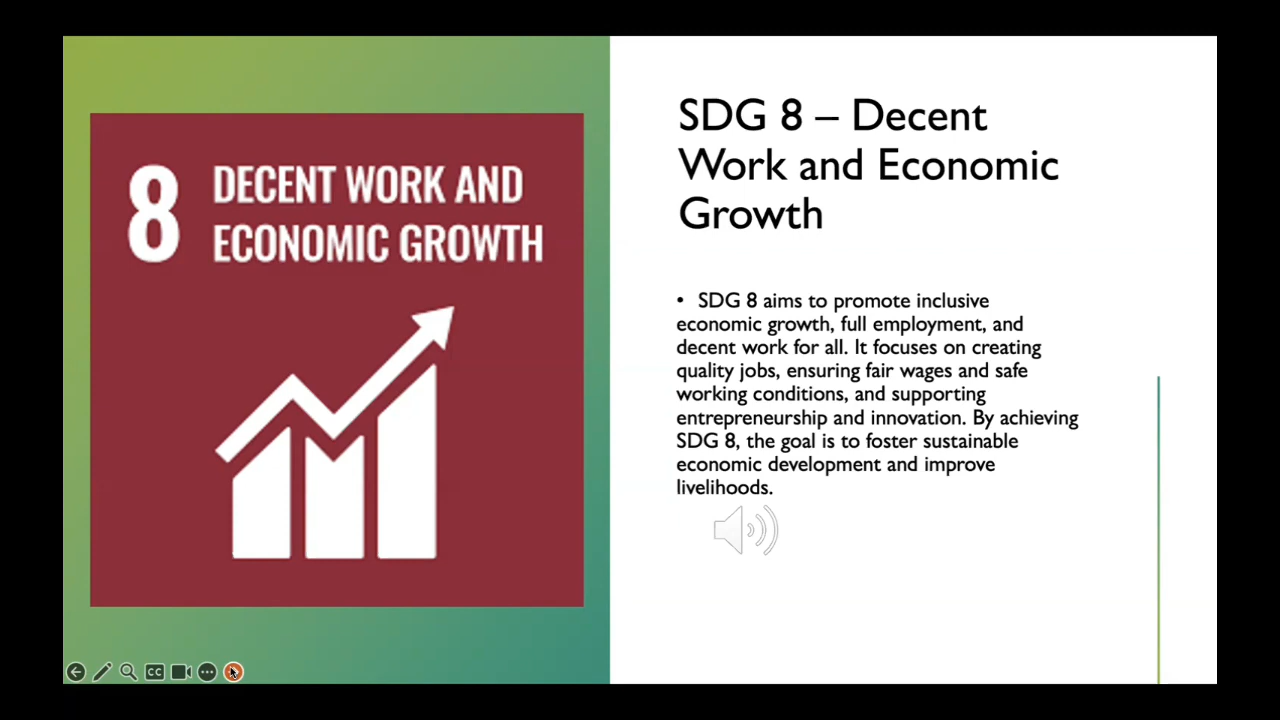 8 DECENT WORK AND
ECONOMIC GROWTH
SDG 8 – Decent
Work and Economic
Growth
• SDG 8 aims to promote inclusive
economic growth, full employment, and
decent work for all. It focuses on creating
quality jobs, ensuring fair wages and safe
working conditions, and supporting
entrepreneurship and innovation. By achieving
SDG 8, the goal is to foster sustainable
economic development and improve
livelihoods.
CC